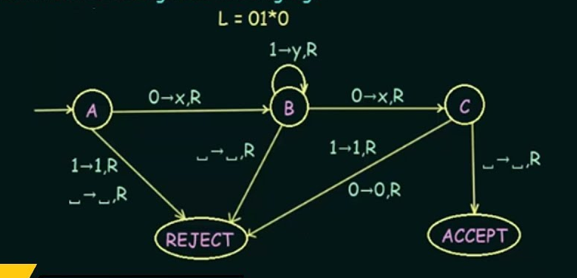 L = 01*0
1→y,R
0→x,R
0→x,R
A
B
C
1→1,R
␣→␣,R
␣→␣,R
1→1,R
0→0,R
␣→␣,R
REJECT
ACCEPT